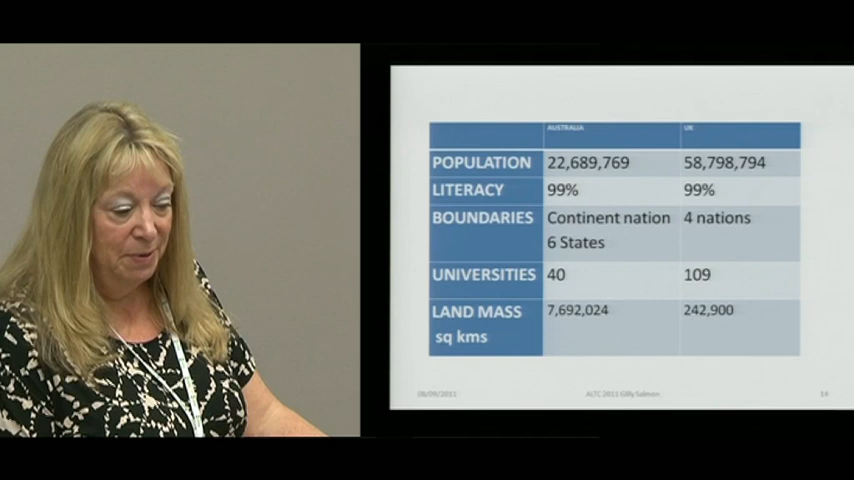 AUSTRALIA UK
POPULATION 22,689,769 58,798,794
LITERACY 99% 99%
BOUNDARIES Continent nation 4 nations
6 States
UNIVERSITIES 40 109
LAND MASS 7,692,024 242,900
sq kms
08/09/2011 ALTC 2011 Gilly Salmon 14